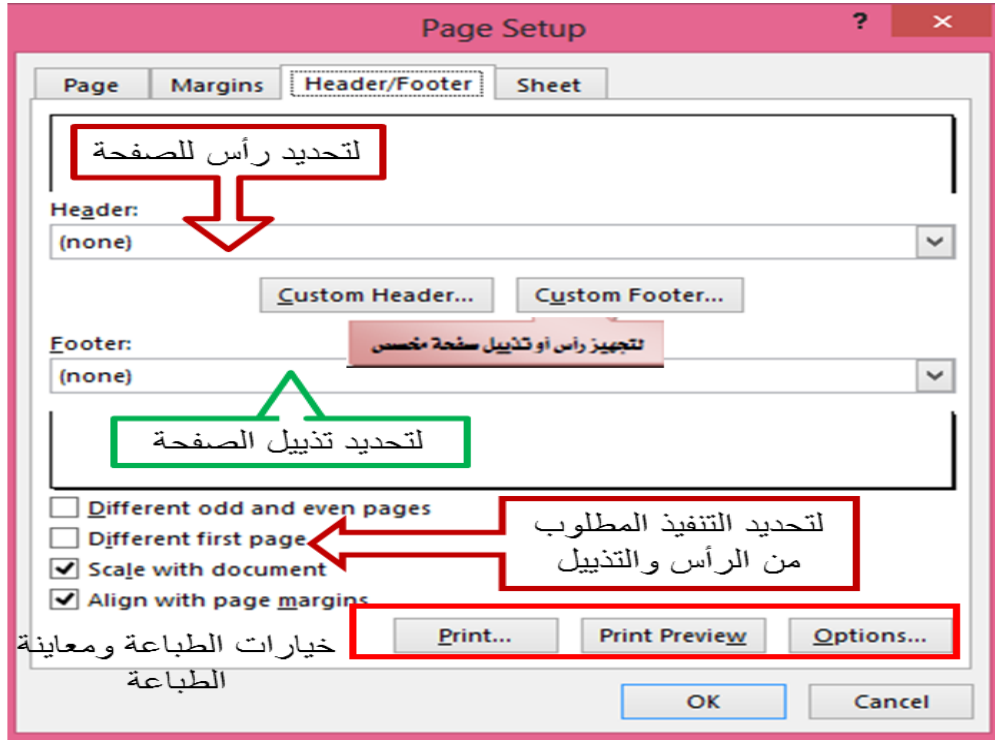 Page Setup
?
Page Margins Header/Footer Sheet
لتحديد رأس للصفحة
Header:
(none)
Custom Header... Custom Footer...
لتجهيز رأس أو تذييل صفحة مخصص
Footer:
(none)
لتحديد تذييل الصفحة
Different odd and even pages
Different first page
لتحديد التنفيذ المطلوب
من الرأس والتذييل
Scale with document
Align with page margins
Print... Print Preview Options...
خيارات الطباعة ومعاينة
الطباعة
OK Cancel